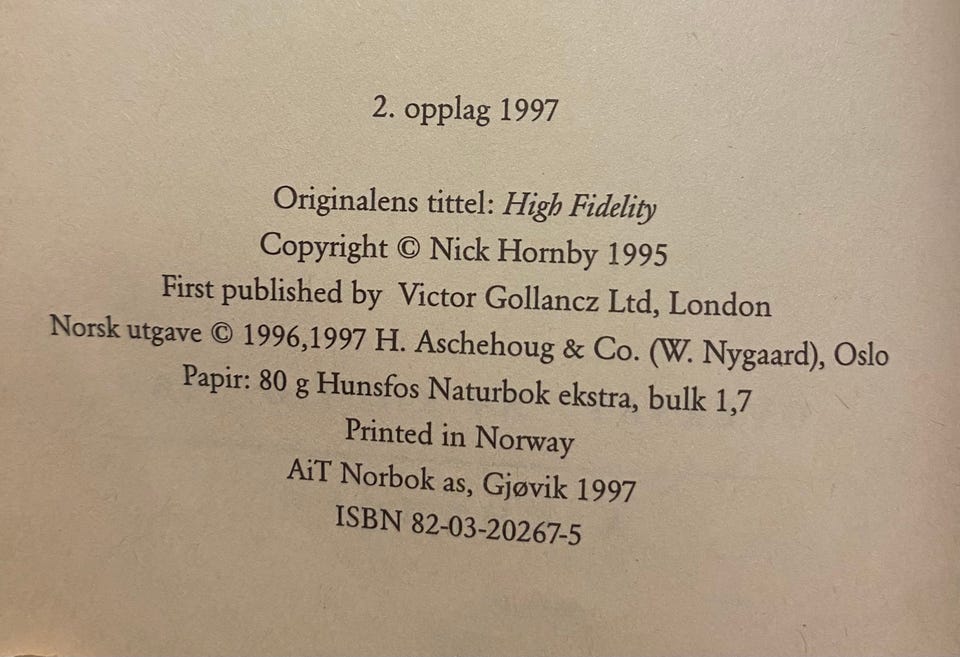 2. opplag 1997
Originalens tittel: High Fidelity
Copyright © Nick Hornby 1995
First published by Victor Gollancz Ltd, London
Norsk utgave © 1996,1997 H. Aschehoug & Co. (W. Nygaard), Oslo
Papir: 80 g Hunsfos Naturbok ekstra, bulk 1,7
Printed in Norway
AiT Norbok as, Gjøvik 1997
ISBN 82-03-20267-5